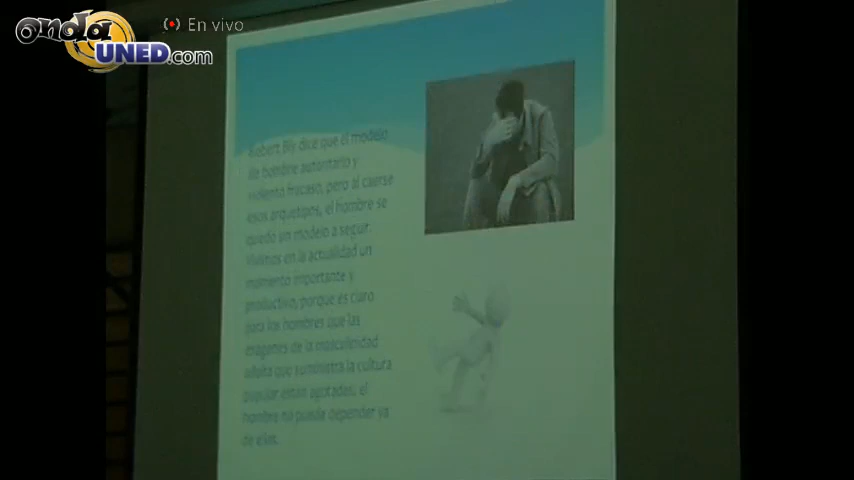 onda
UNED.com
En vivo
Robert Bly dice que el modelo
de hombre autoritario y
violento fracaso, pero al caerse
esos arquetipos, el hombre se
quedo sin modelo a seguir.
Vivimos en la actualidad un
momento importante y
productivo, porque es claro
para los hombres que las
imágenes de la masculinidad
adulta que suministra la cultura
popular están agotadas; el
hombre no puede depender ya
de ellas.